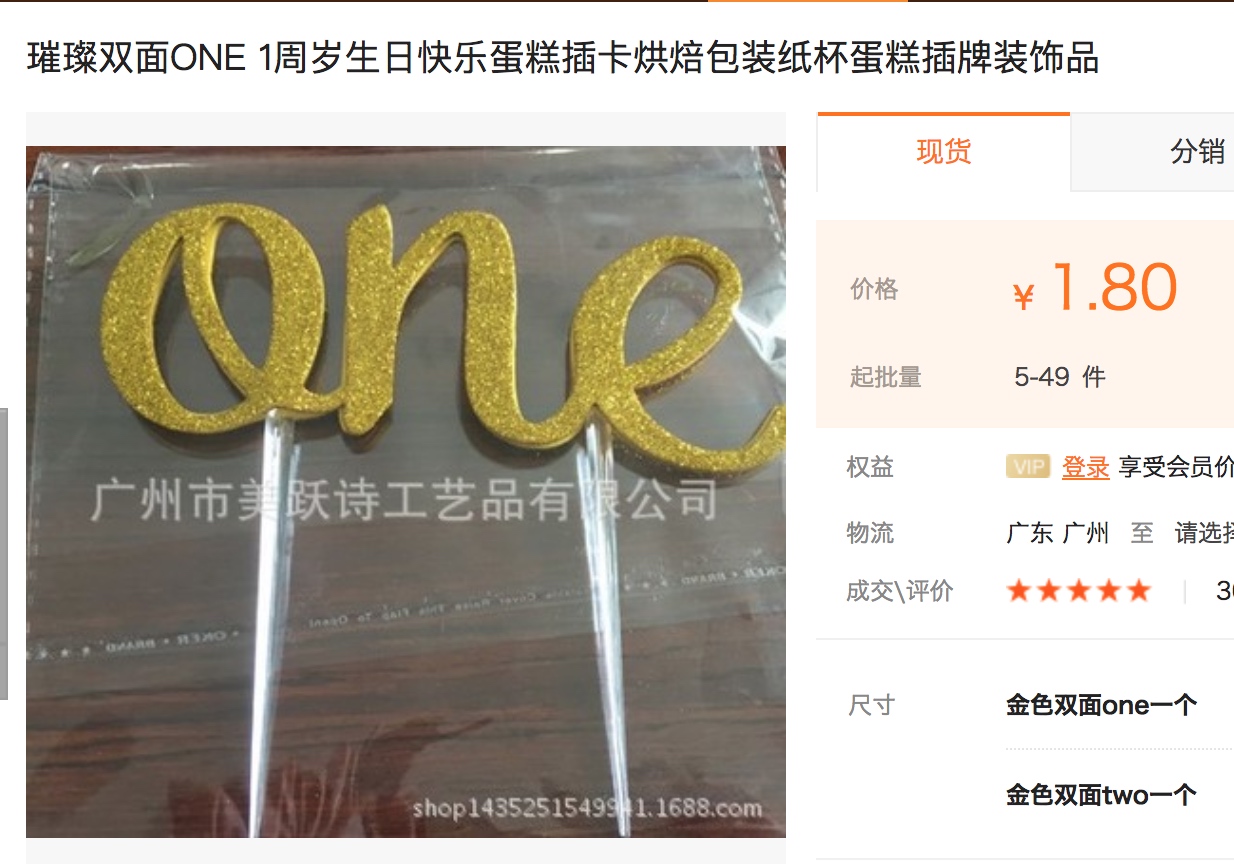 璀璨双面ONE 1周岁生日快乐蛋糕插卡烘焙包装纸杯蛋糕插牌装饰品
现货
分销
one
广州市美跃诗工艺品有限公司
shop1435251549941.1688.com
价格
¥ 1.80
起批量
5-49 件
权益
VIP 登录 享受会员价
物流
广东 广州 至 请选择
成交\评价
尺寸
金色双面one一个
金色双面two一个